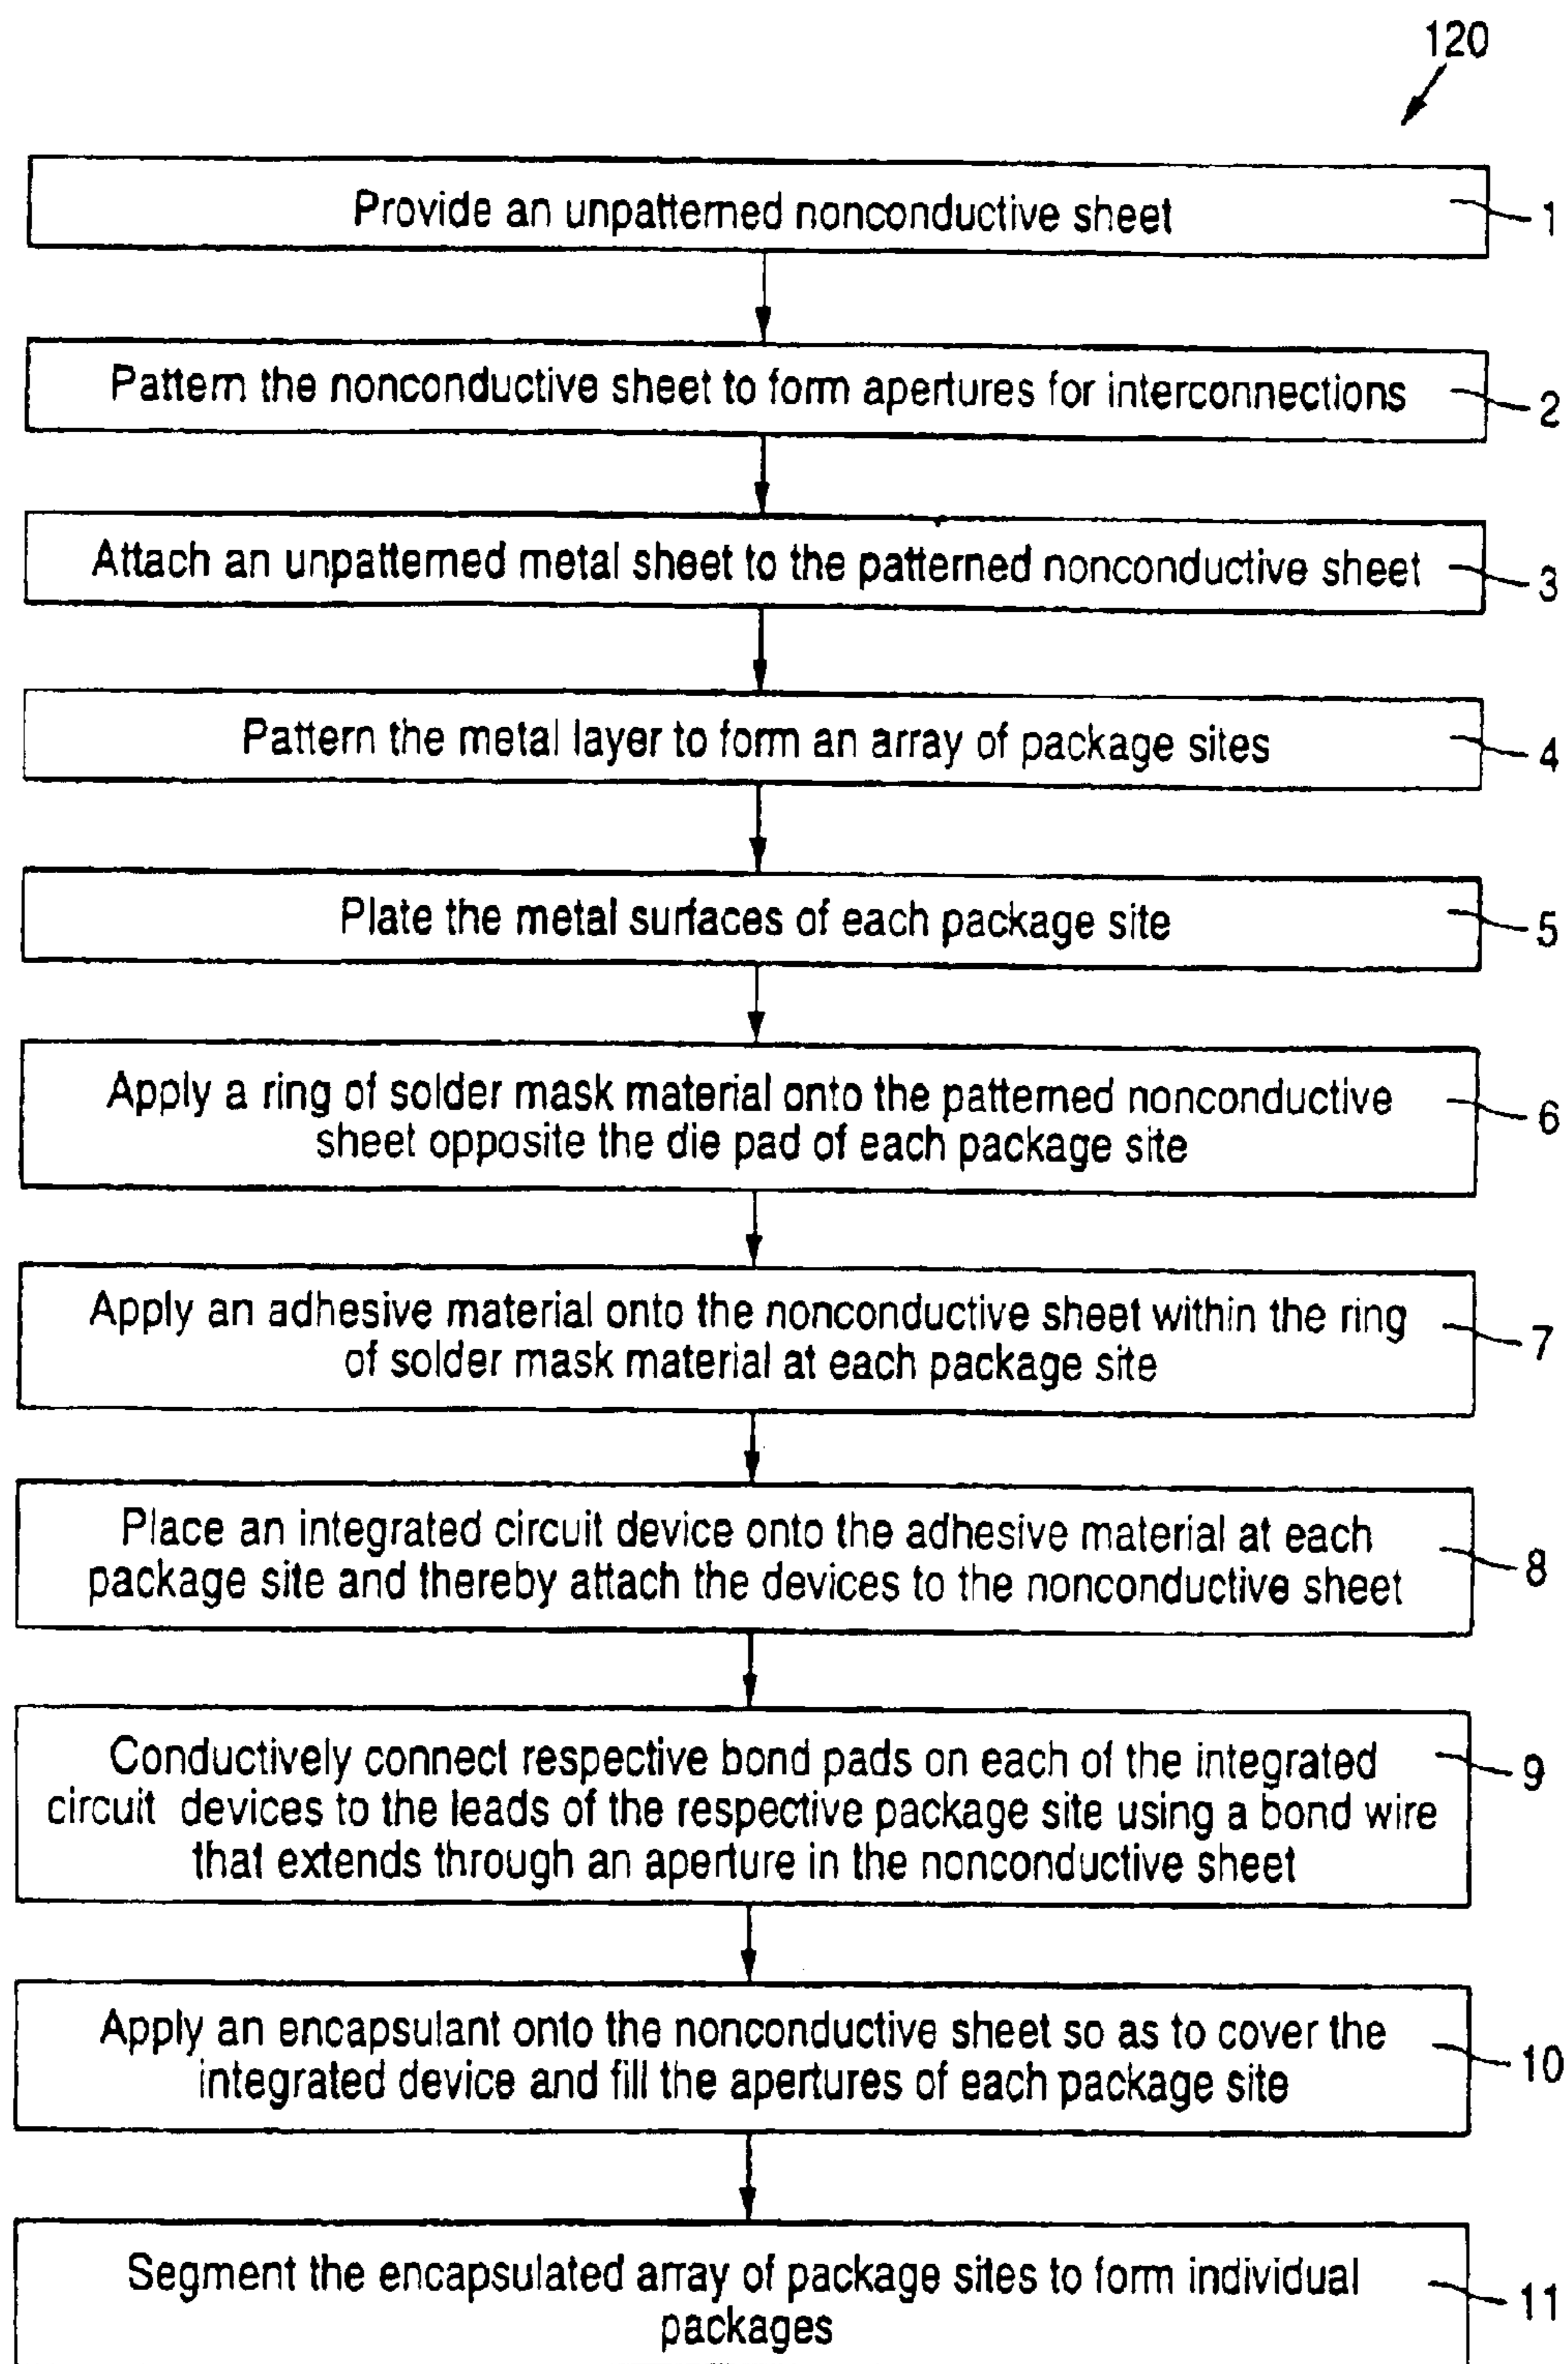 120
Provide an unpatterned nonconductive sheet
1
Pattern the nonconductive sheet to form apertures for interconnections
2
Attach an unpatterned metal sheet to the patterned nonconductive sheet
3
Pattern the metal layer to form an array of package sites
4
Plate the metal surfaces of each package site
5
Apply a ring of solder mask material onto the patterned nonconductive
sheet opposite the die pad of each package site
6
Apply an adhesive material onto the nonconductive sheet within the ring
of solder mask material at each package site
7
Place an integrated circuit device onto the adhesive material at each
package site and thereby attach the devices to the nonconductive sheet
8
Conductively connect respective bond pads on each of the integrated
circuit devices to the leads of the respective package site using a bond wire
that extends through an aperture in the nonconductive sheet
9
Apply an encapsulant onto the nonconductive sheet so as to cover the
integrated device and fill the apertures of each package site
10
Segment the encapsulated array of package sites to form individual
packages
11